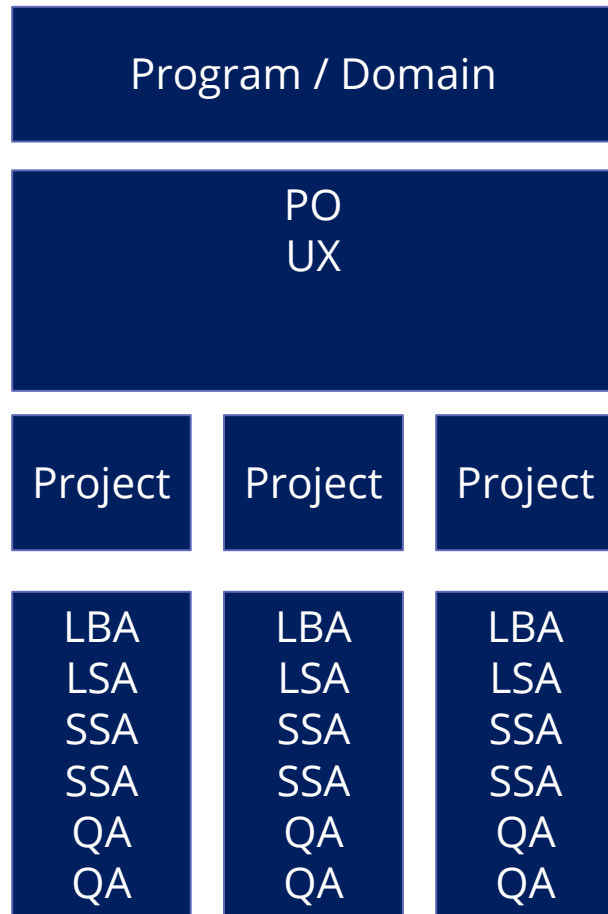 Program / Domain
PO
UX
Project
Project
Project
LBA
LSA
SSA
SSA
QA
QA
LBA
LSA
SSA
SSA
QA
QA
LBA
LSA
SSA
SSA
QA
QA